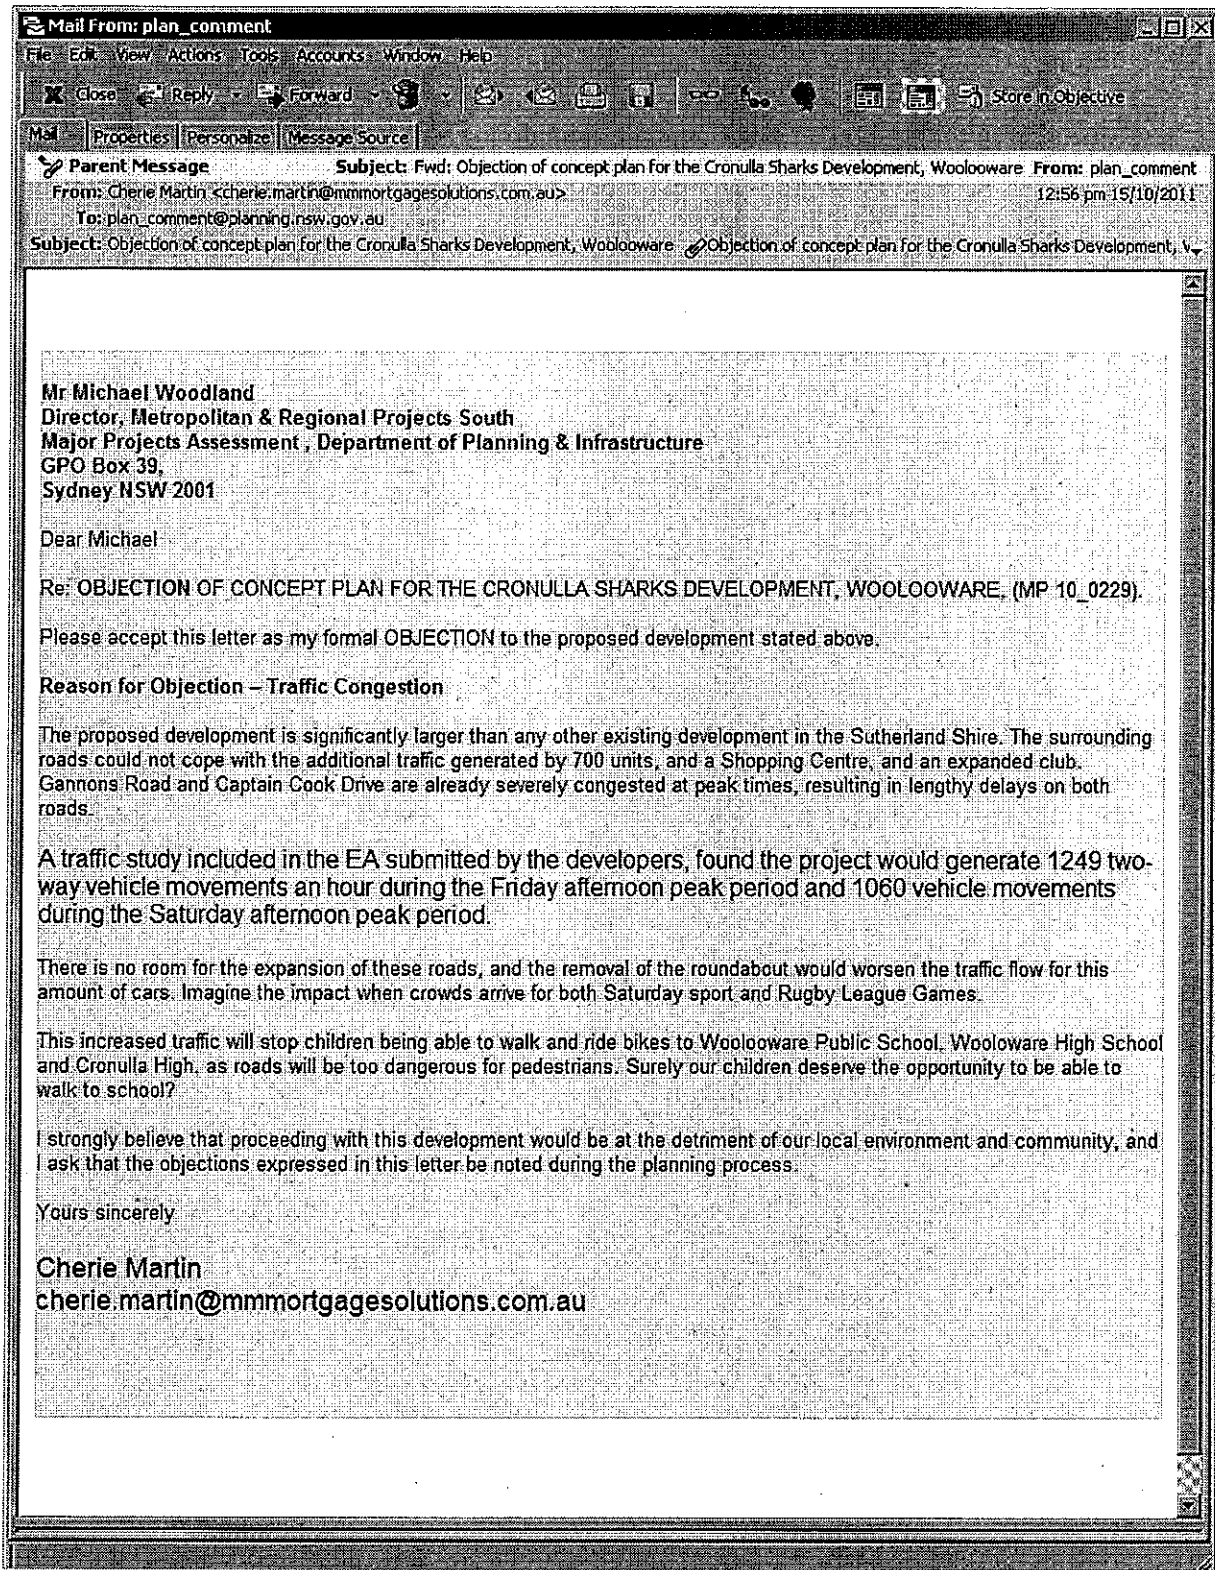 Mail From: plan_comment
File Edit View Actions Tools Accounts Window Help
Close Reply Forward Store in Objective
Mail Properties Personalize Message Source
Parent Message Subject: Fwd: Objection of concept plan for the Cronulla Sharks Development, Woolooware From: plan_comment
From: Cherie Martin <cherie.martin@mmmortgagesolutions.com.au> 12:56 pm 15/10/2011
To: plan_comment@planning.nsw.gov.au
Subject: Objection of concept plan for the Cronulla Sharks Development, Woolooware Objection of concept plan for the Cronulla Sharks Development,
Mr Michael Woodland
Director, Metropolitan & Regional Projects South
Major Projects Assessment , Department of Planning & Infrastructure
GPO Box 39,
Sydney NSW 2001
Dear Michael
Re: OBJECTION OF CONCEPT PLAN FOR THE CRONULLA SHARKS DEVELOPMENT, WOOLOOWARE, (MP 10_0229).
Please accept this letter as my formal OBJECTION to the proposed development stated above.
Reason for Objection – Traffic Congestion
The proposed development is significantly larger than any other existing development in the Sutherland Shire. The surrounding
roads could not cope with the additional traffic generated by 700 units, and a Shopping Centre, and an expanded club.
Gannons Road and Captain Cook Drive are already severely congested at peak times, resulting in lengthy delays on both
roads.
A traffic study included in the EA submitted by the developers, found the project would generate 1249 two-
way vehicle movements an hour during the Friday afternoon peak period and 1060 vehicle movements
during the Saturday afternoon peak period.
There is no room for the expansion of these roads, and the removal of the roundabout would worsen the traffic flow for this
amount of cars. Imagine the impact when crowds arrive for both Saturday sport and Rugby League Games.
This increased traffic will stop children being able to walk and ride bikes to Woolooware Public School, Wooloware High School
and Cronulla High, as roads will be too dangerous for pedestrians. Surely our children deserve the opportunity to be able to
walk to school?
I strongly believe that proceeding with this development would be at the detriment of our local environment and community, and
I ask that the objections expressed in this letter be noted during the planning process.
Yours sincerely
Cherie Martin
cherie.martin@mmmortgagesolutions.com.au